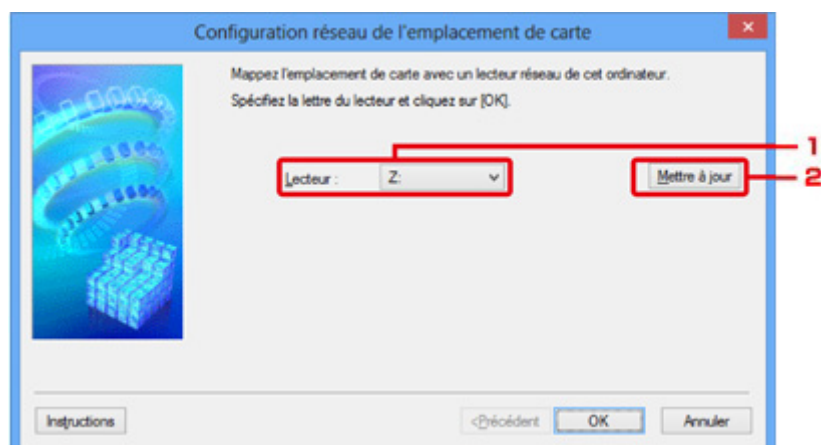 Configuration réseau de l'emplacement de carte
Mappez l'emplacement de carte avec un lecteur réseau de cet ordinateur.
Spécifiez la lettre du lecteur et cliquez sur [OK].
1
Lecteur : Z: Mettre à jour 2
Instructions <Précédent OK Annuler